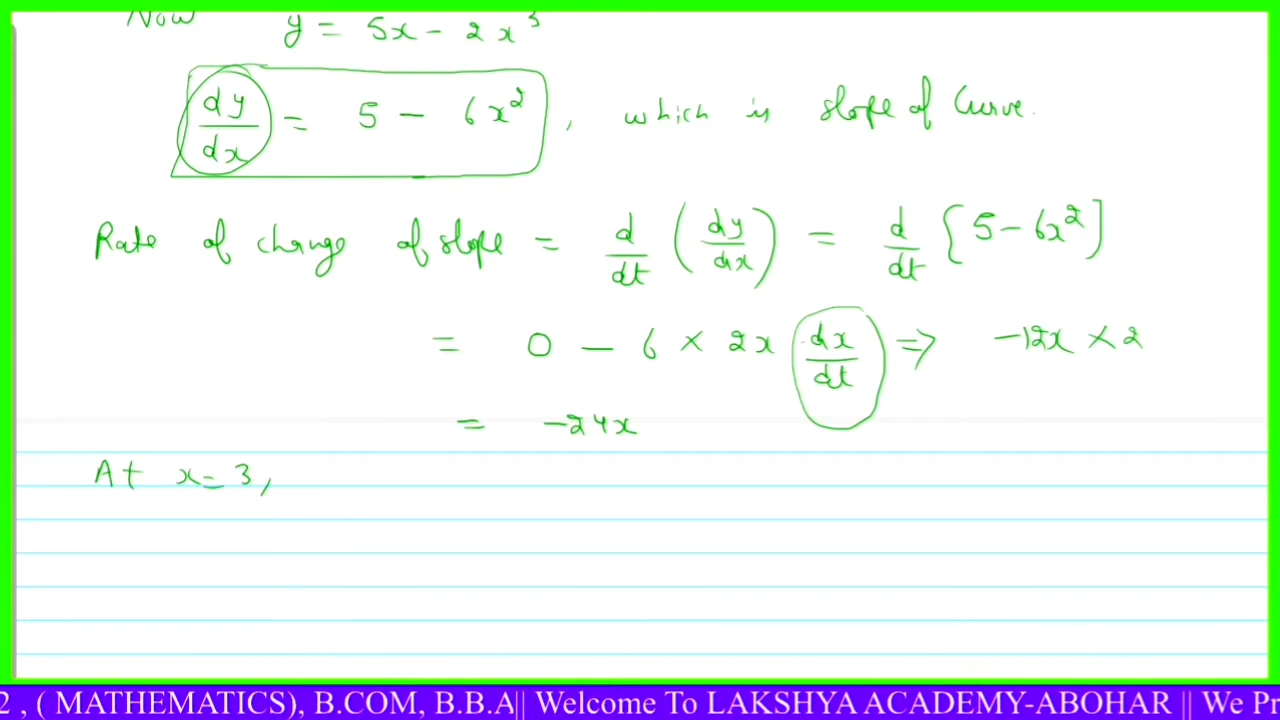 Now y = 5x - 2x³
dy/dx = 5 - 6x², which is slope of Curve.
Rate of change of slope = d/dt (dy/dx) = d/dt {5 - 6x²]
= 0 - 6 × 2x dx/dt ⇒ -12x × 2
= -24x
At x = 3,
2 , ( MATHEMATICS), B.COM, B.B.A|| Welcome To LAKSHYA ACADEMY-ABOHAR || We Pr